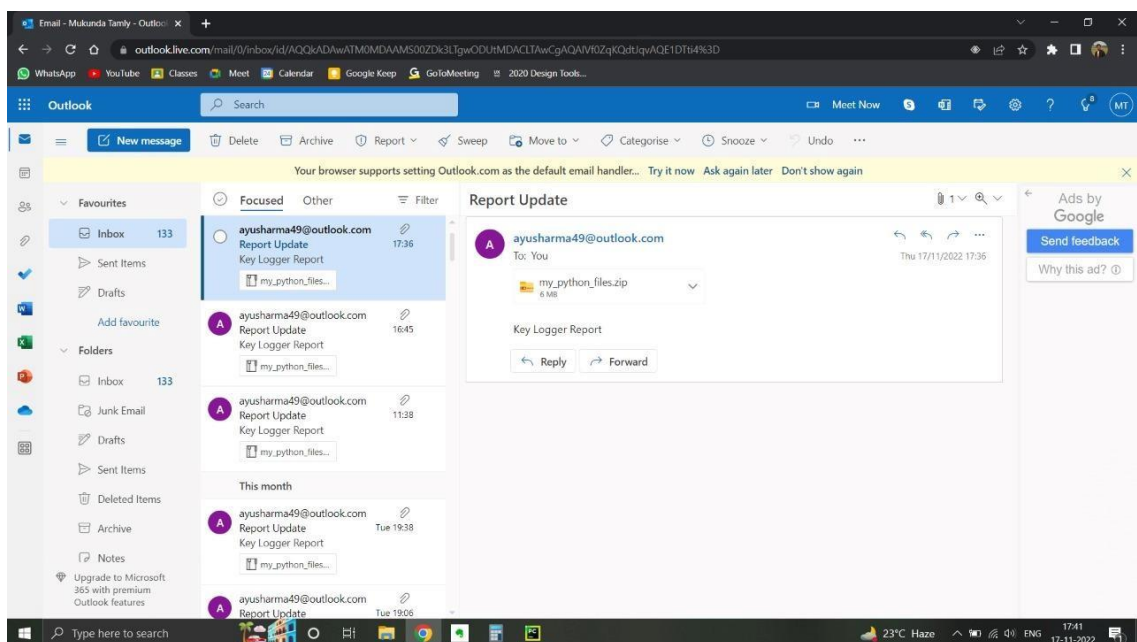 Email - Mukunda Tamly - Outloo
outlook.live.com/mail/0/inbox/id/
WhatsApp YouTube Classes Meet Calendar Google Keep GoToMeeting 2020 Design Tools...
Outlook Search Meet Now 8 MT
New message Delete Archive Report Sweep Move to Categorise Snooze Undo
Your browser supports setting Outlook.com as the default email handler... Try it now Ask again later Don't show again
Favourites
Inbox 133
Sent Items
Drafts
Add favourite
Folders
Inbox 133
Junk Email
Drafts
Sent Items
Deleted Items
Archive
Notes
Upgrade to Microsoft
365 with premium
Outlook features
Focused Other Filter
ayusharma49@outlook.com
Report Update 17:36
Key Logger Report
my_python_files...
A ayusharma49@outlook.com
Report Update 16:45
Key Logger Report
my_python_files...
A ayusharma49@outlook.com
Report Update 11:38
Key Logger Report
my_python_files...
This month
A ayusharma49@outlook.com
Report Update Tue 19:38
Key Logger Report
my_python_files...
A ayusharma49@outlook.com
Report Update Tue 19:06
Report Update 1
A ayusharma49@outlook.com
To: You Thu 17/11/2022 17:36
my_python_files.zip
6 MB
Key Logger Report
Reply Forward
Ads by
Google
Send feedback
Why this ad?
Type here to search PC 23°C Haze ENG 17:41
17-11-2022